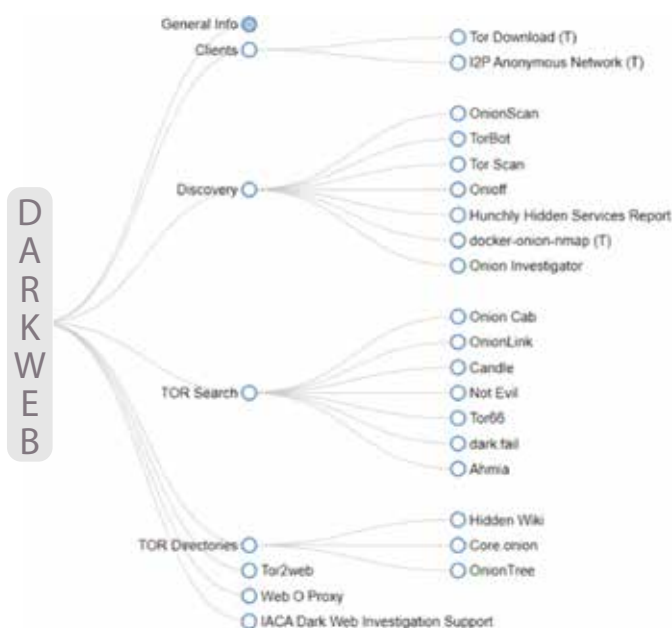 DARKWEB
General Info
Clients
Tor Download (T)
I2P Anonymous Network (T)
Discovery
OnionScan
TorBot
Tor Scan
Onioff
Hunchly Hidden Services Report
docker-onion-nmap (T)
Onion Investigator
TOR Search
Onion Cab
OnionLink
Candle
Not Evil
Tor66
dark.fail
Ahmia
TOR Directories
Hidden Wiki
Core.onion
OnionTree
Tor2web
Web O Proxy
IACA Dark Web Investigation Support